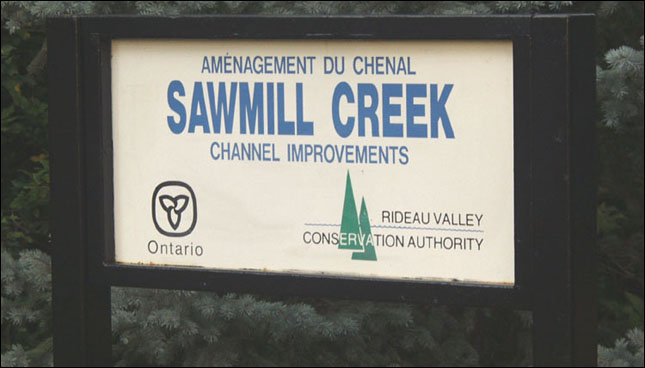 AMÉNAGEMENT DU CHENAL
SAWMILL CREEK
CHANNEL IMPROVEMENTS
Ontario
RIDEAU VALLEY
CONSERVATION AUTHORITY